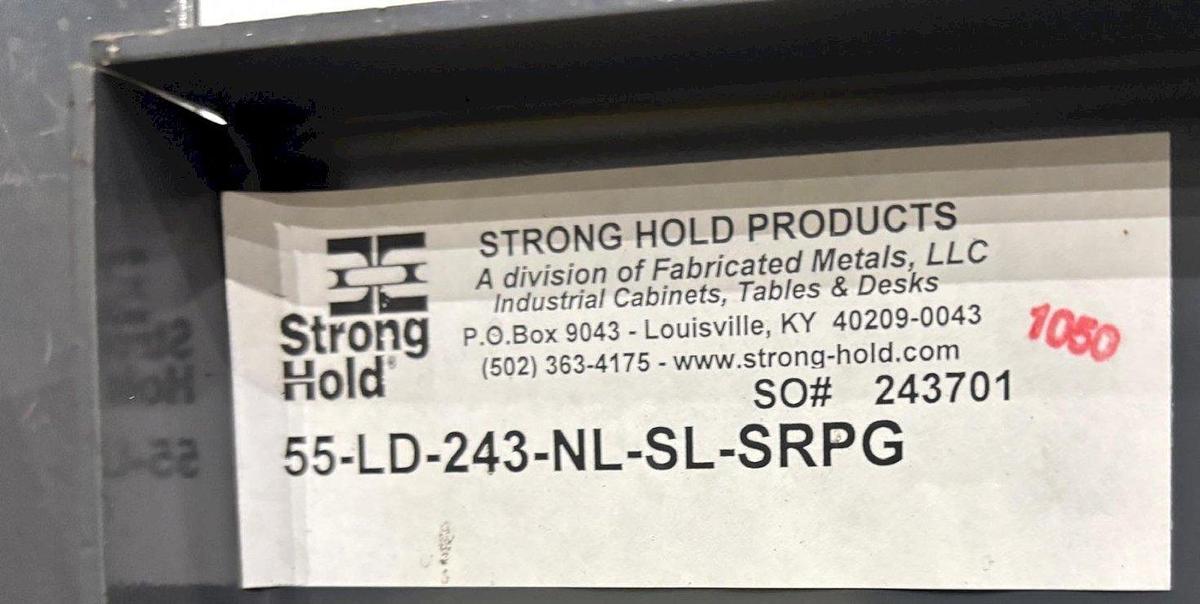 STRONG HOLD PRODUCTS
A division of Fabricated Metals, LLC
Industrial Cabinets, Tables & Desks
P.O.Box 9043 - Louisville, KY 40209-0043
(502) 363-4175 - www.strong-hold.com
Strong
Hold®
1050
SO# 243701
55-LD-243-NL-SL-SRPG